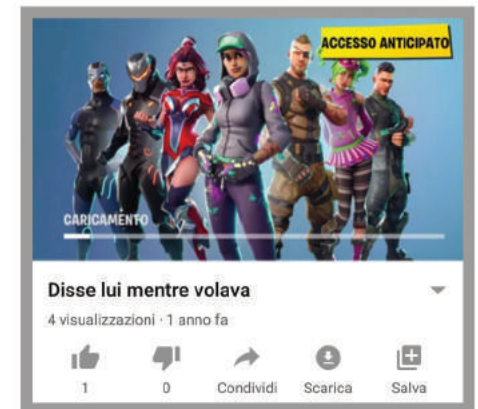 ACCESSO ANTICIPATO
CARICAMENTO
Disse lui mentre volava
4 visualizzazioni · 1 anno fa
1 0 Condividi Scarica Salva